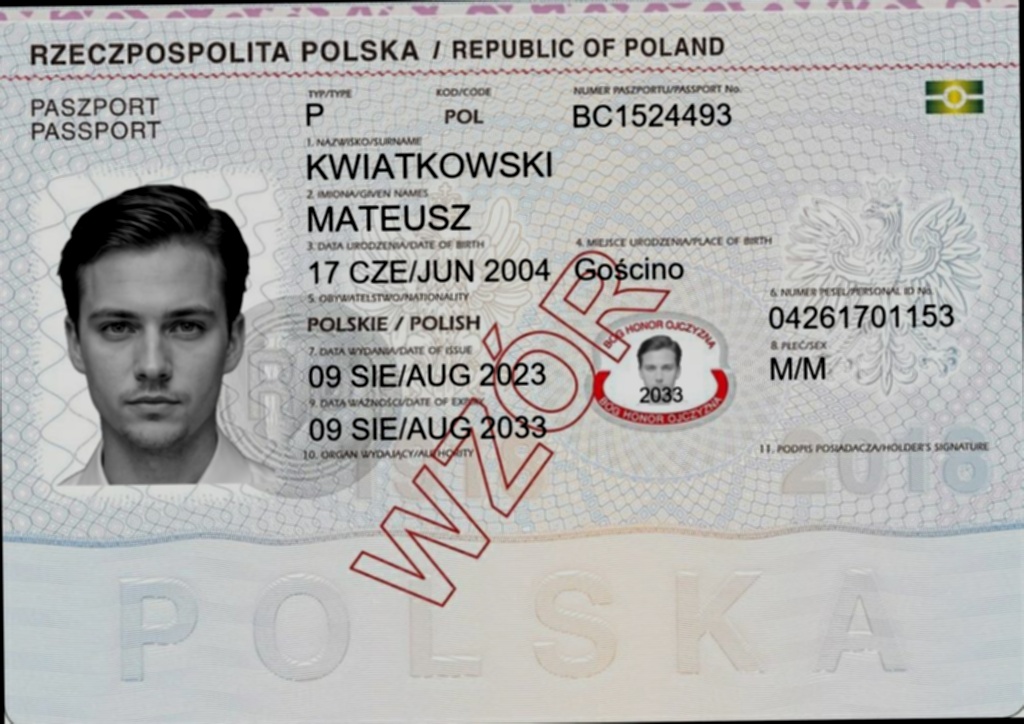 RZECZPOSPOLITA POLSKA / REPUBLIC OF POLAND
PASZPORT
PASSPORT
TYP/TYPE
P
KOD/CODE
POL
NUMER PASZPORTU/PASSPORT No.
BC1524493
1. NAZWISKO/SURNAME
KWIATKOWSKI
2. IMIONA/GIVEN NAMES
MATEUSZ
3. DATA URODZENIA/DATE OF BIRTH
17 CZE/JUN 2004
4. MIEJSCE URODZENIA/PLACE OF BIRTH
Gościno
5. OBYWATELSTWO/NATIONALITY
POLSKIE / POLISH
6. NUMER PESEL/PERSONAL ID No.
04261701153
7. DATA WYDANIA/DATE OF ISSUE
09 SIE/AUG 2023
8. PŁEĆ/SEX
M/M
9. DATA WAŻNOŚCI/DATE OF EXPIRY
09 SIE/AUG 2033
10. ORGAN WYDAJĄCY/AUTHORITY
11. PODPIS POSIADACZA/HOLDER'S SIGNATURE
BÓG HONOR OJCZYZNA
2033
BÓG HONOR OJCZYZNA
WZÓR
1918
2018
POLSKA